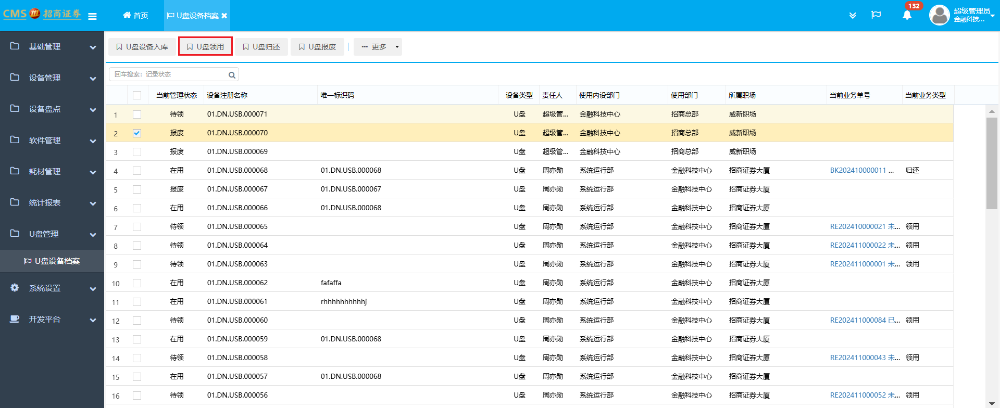 CMS 招商证券
首页
U盘设备档案
132
超级管理员
金融科技...
基础管理
设备管理
设备盘点
软件管理
耗材管理
统计报表
U盘管理
U盘设备档案
系统设置
开发平台
U盘设备入库 U盘领用 U盘归还 U盘报废 更多
回车搜索：记录状态
当前管理状态 设备注册名称 唯一标识码 设备类型 责任人 使用内设部门 使用部门 所属职场 当前业务单号 当前业务类型
1 待领 01.DN.USB.000071 U盘 超级管... 金融科技中心 招商总部 威新职场
2 报废 01.DN.USB.000070 U盘 超级管... 金融科技中心 招商总部 威新职场
3 报废 01.DN.USB.000069 U盘 超级管... 金融科技中心 招商总部 威新职场
4 在用 01.DN.USB.000068 01.DN.USB.000068 U盘 周亦勋 系统运行部 金融科技中心 招商证券大厦 BK202410000011 ... 归还
5 报废 01.DN.USB.000067 01.DN.USB.000067 U盘 周亦勋 系统运行部 金融科技中心 招商证券大厦
6 在用 01.DN.USB.000066 01.DN.USB.000068 U盘 周亦勋 系统运行部 金融科技中心 招商证券大厦
7 待领 01.DN.USB.000065 U盘 周亦勋 系统运行部 金融科技中心 招商证券大厦 RE202410000021 未... 领用
8 待领 01.DN.USB.000064 U盘 周亦勋 系统运行部 金融科技中心 招商证券大厦 RE202411000022 未... 领用
9 待领 01.DN.USB.000063 U盘 周亦勋 系统运行部 金融科技中心 招商证券大厦 RE202411000001 未... 领用
10 在用 01.DN.USB.000062 fafaffa U盘 周亦勋 系统运行部 金融科技中心 招商证券大厦
11 在用 01.DN.USB.000061 rhhhhhhhhhhj U盘 周亦勋 系统运行部 金融科技中心 招商证券大厦
12 待领 01.DN.USB.000060 U盘 周亦勋 系统运行部 金融科技中心 招商证券大厦 RE202411000084 已... 领用
13 在用 01.DN.USB.000059 01.DN.USB.000068 U盘 周亦勋 系统运行部 金融科技中心 招商证券大厦
14 待领 01.DN.USB.000058 U盘 周亦勋 系统运行部 金融科技中心 招商证券大厦 RE202411000043 未... 领用
15 在用 01.DN.USB.000057 01.DN.USB.000068 U盘 周亦勋 系统运行部 金融科技中心 招商证券大厦
16 待领 01.DN.USB.000056 U盘 周亦勋 系统运行部 金融科技中心 招商证券大厦 RE202411000052 未... 领用